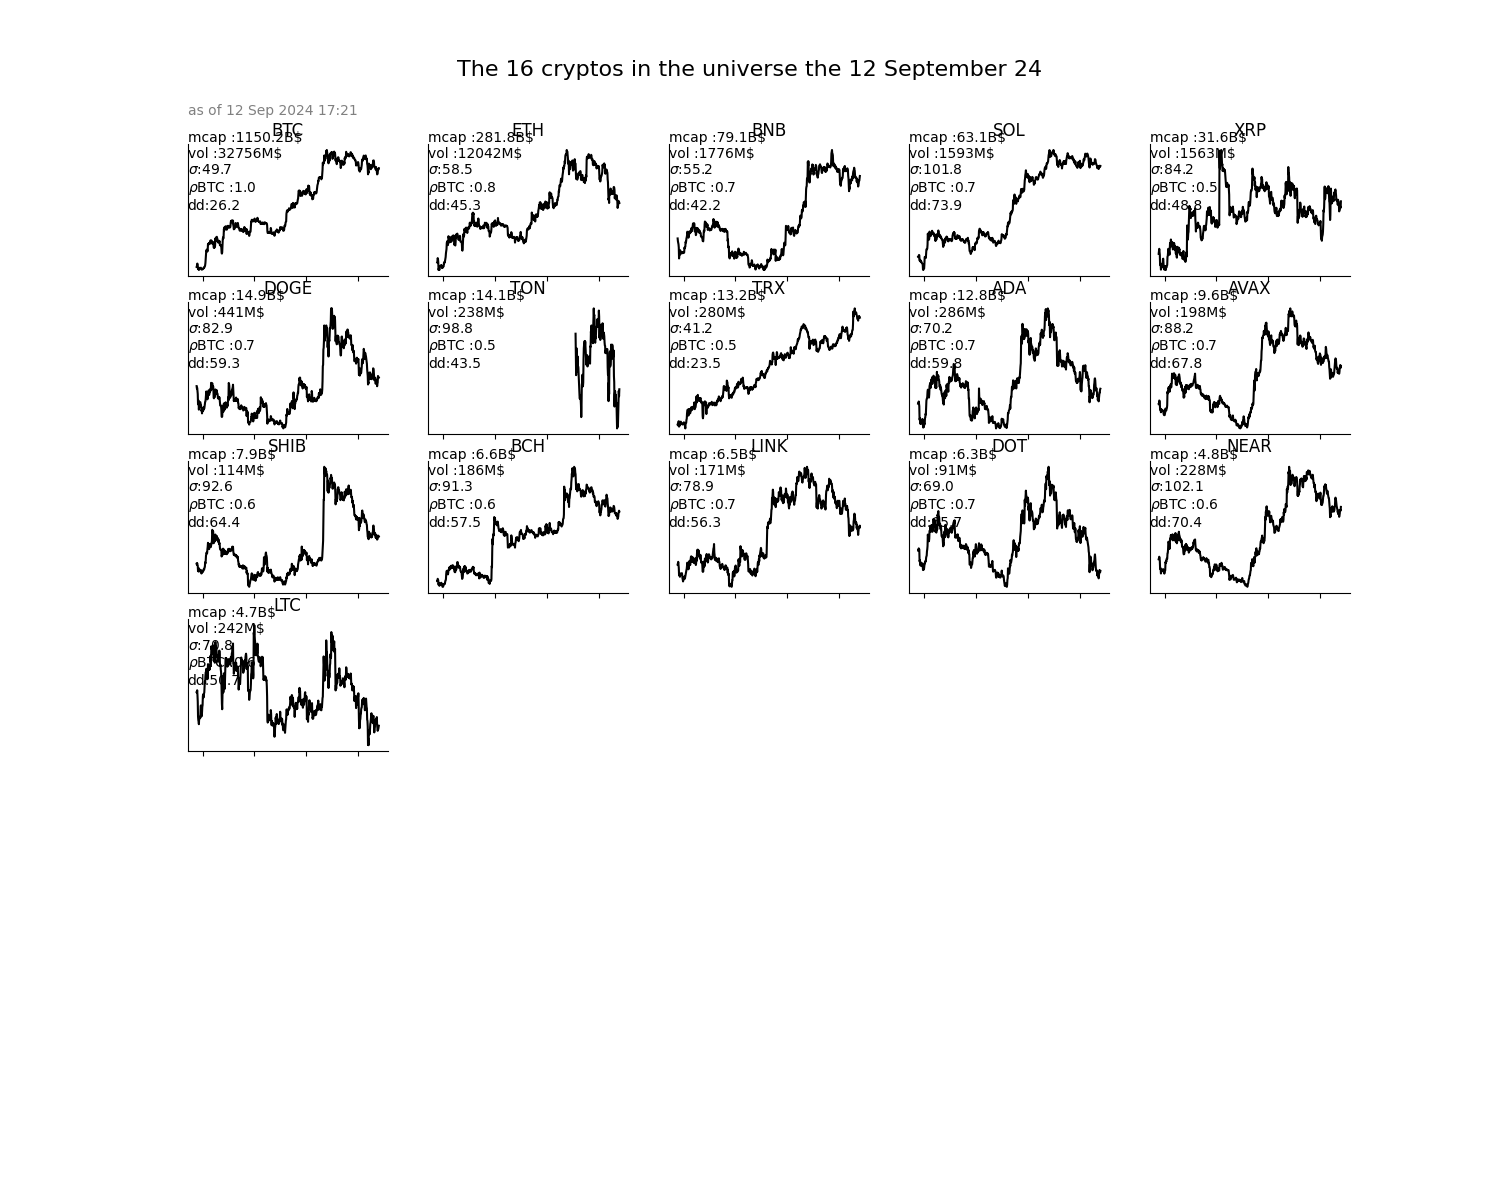 The 16 cryptos in the universe the 12 September 24
as of 12 Sep 2024 17:21
BTC
mcap :1150.2B$
vol :32756M$
σ:49.7
ρBTC :1.0
dd:26.2
ETH
mcap :281.8B$
vol :12042M$
σ:58.5
ρBTC :0.8
dd:45.3
BNB
mcap :79.1B$
vol :1776M$
σ:55.2
ρBTC :0.7
dd:42.2
SOL
mcap :63.1B$
vol :1593M$
σ:101.8
ρBTC :0.7
dd:73.9
XRP
mcap :31.6B$
vol :1563M$
σ:84.2
ρBTC :0.5
dd:48.8
DOGE
mcap :14.9B$
vol :441M$
σ:82.9
ρBTC :0.7
dd:59.3
TON
mcap :14.1B$
vol :238M$
σ:98.8
ρBTC :0.5
dd:43.5
TRX
mcap :13.2B$
vol :280M$
σ:41.2
ρBTC :0.5
dd:23.5
ADA
mcap :12.8B$
vol :286M$
σ:70.2
ρBTC :0.7
dd:59.8
AVAX
mcap :9.6B$
vol :198M$
σ:88.2
ρBTC :0.7
dd:67.8
SHIB
mcap :7.9B$
vol :114M$
σ:92.6
ρBTC :0.6
dd:64.4
BCH
mcap :6.6B$
vol :186M$
σ:91.3
ρBTC :0.6
dd:57.5
LINK
mcap :6.5B$
vol :171M$
σ:78.9
ρBTC :0.7
dd:56.3
DOT
mcap :6.3B$
vol :91M$
σ:69.0
ρBTC :0.7
NEAR
mcap :4.8B$
vol :228M$
σ:102.1
ρBTC :0.6
dd:70.4
LTC
mcap :4.7B$
vol :242M$